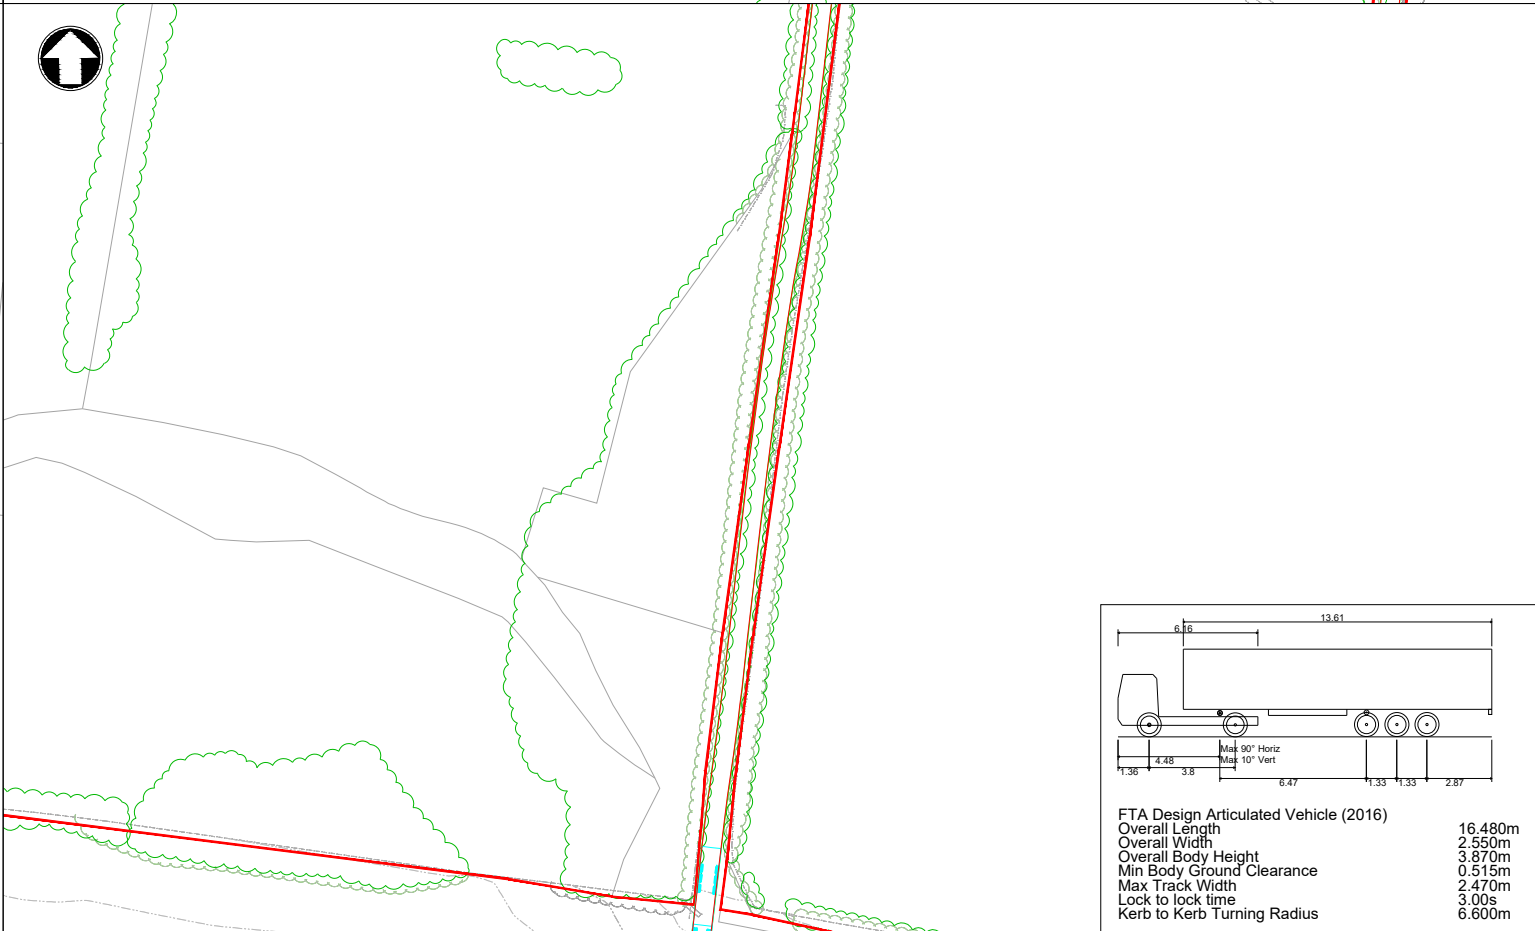 13.61
6.16
Max 90° Horiz
Max 10° Vert
4.48
1.36
3.8
6.47
1.33
1.33
2.87
FTA Design Articulated Vehicle (2016)
Overall Length 16.480m
Overall Width 2.550m
Overall Body Height 3.870m
Min Body Ground Clearance 0.515m
Max Track Width 2.470m
Lock to lock time 3.00s
Kerb to Kerb Turning Radius 6.600m